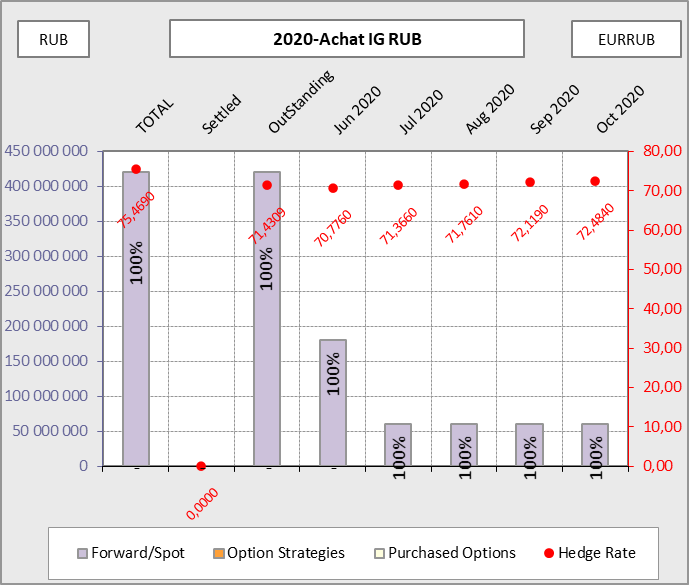 RUB
2020-Achat IG RUB
EURRUB
TOTAL
Settled
OutStanding
Jun 2020
Jul 2020
Aug 2020
Sep 2020
Oct 2020
450 000 000
400 000 000
350 000 000
300 000 000
250 000 000
200 000 000
150 000 000
100 000 000
50 000 000
0
80,00
70,00
60,00
50,00
40,00
30,00
20,00
10,00
0,00
75,4690
0,0000
71,4309
70,7760
71,3660
71,7610
72,1190
72,4840
100%
100%
100%
100%
100%
100%
100%
-
-
-
Forward/Spot
Option Strategies
Purchased Options
Hedge Rate